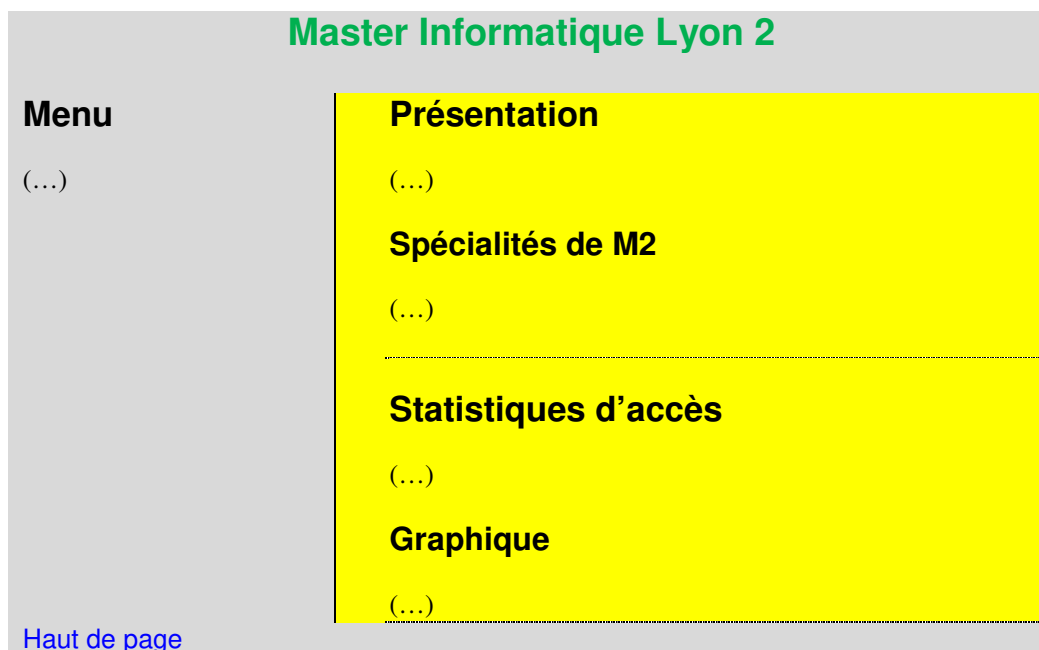 Master Informatique Lyon 2
Menu
(…)
Présentation
(…)
Spécialités de M2
(…)
Statistiques d’accès
(…)
Graphique
(…)
Haut de page